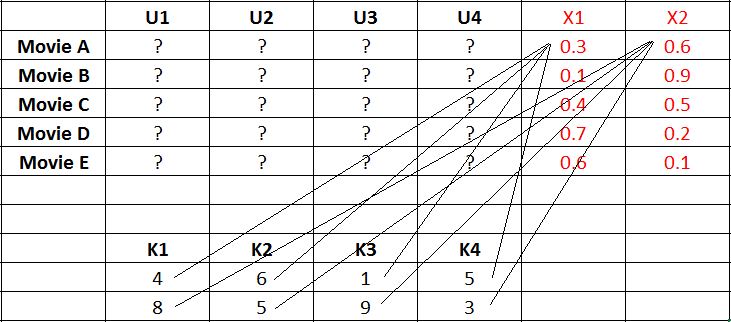 U1 U2 U3 U4 X1 X2
Movie A ? ? ? ? 0.3 0.6
Movie B ? ? ? ? 0.1 0.9
Movie C ? ? ? ? 0.4 0.5
Movie D ? ? ? ? 0.7 0.2
Movie E ? ? ? ? 0.6 0.1
K1 K2 K3 K4
4 6 1 5
8 5 9 3